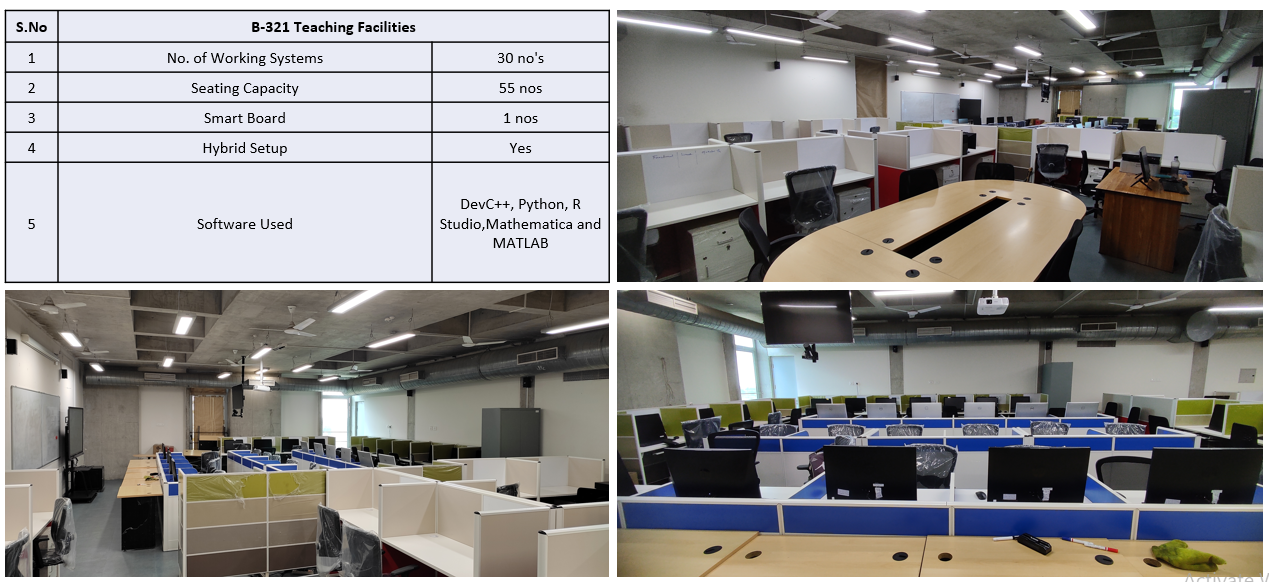 S.No B-321 Teaching Facilities
1 No. of Working Systems 30 no's
2 Seating Capacity 55 nos
3 Smart Board 1 nos
4 Hybrid Setup Yes
5 Software Used DevC++, Python, R
Studio,Mathematica and
MATLAB